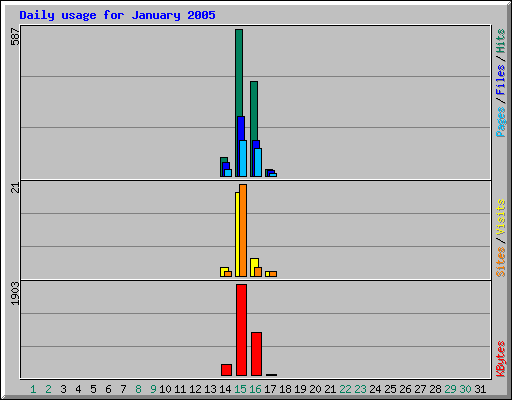 Daily usage for January 2005
587
Pages / Files / Hits
21
Sites / Visits
1903
KBytes
1 2 3 4 5 6 7 8 9 10 11 12 13 14 15 16 17 18 19 20 21 22 23 24 25 26 27 28 29 30 31